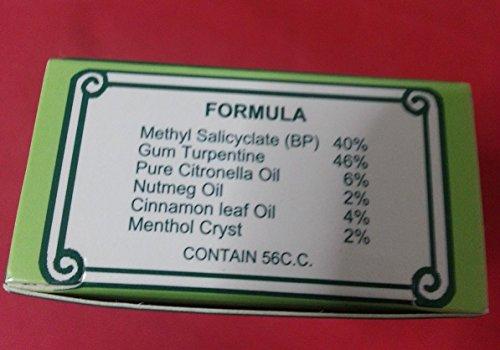 FORMULA
Methyl Salicyclate (BP) 40%
Gum Turpentine 46%
Pure Citronella Oil 6%
Nutmeg Oil 2%
Cinnamon leaf Oil 4%
Menthol Cryst 2%
CONTAIN 56C.C.